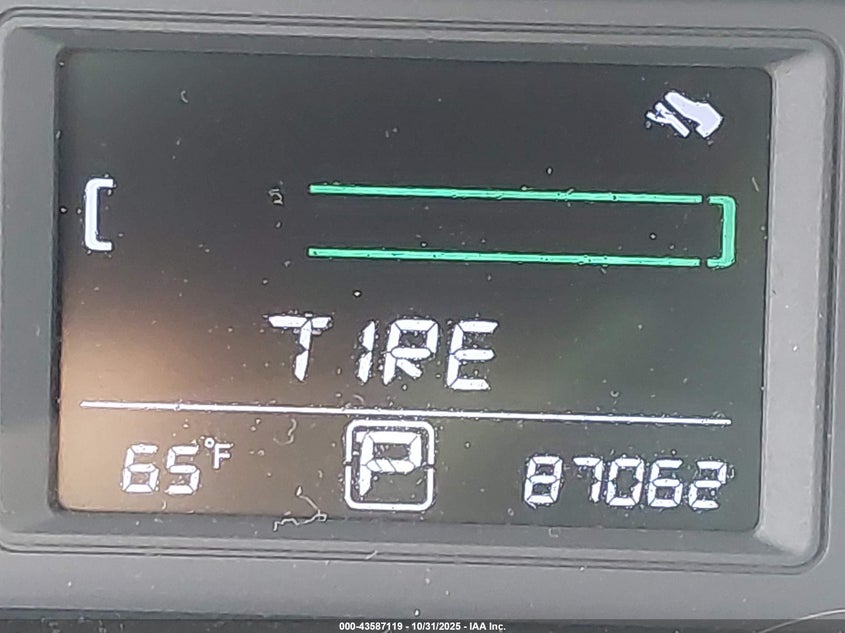 TIRE
65°F P 87062
000-43587119 - 10/31/2025 - IAA Inc.